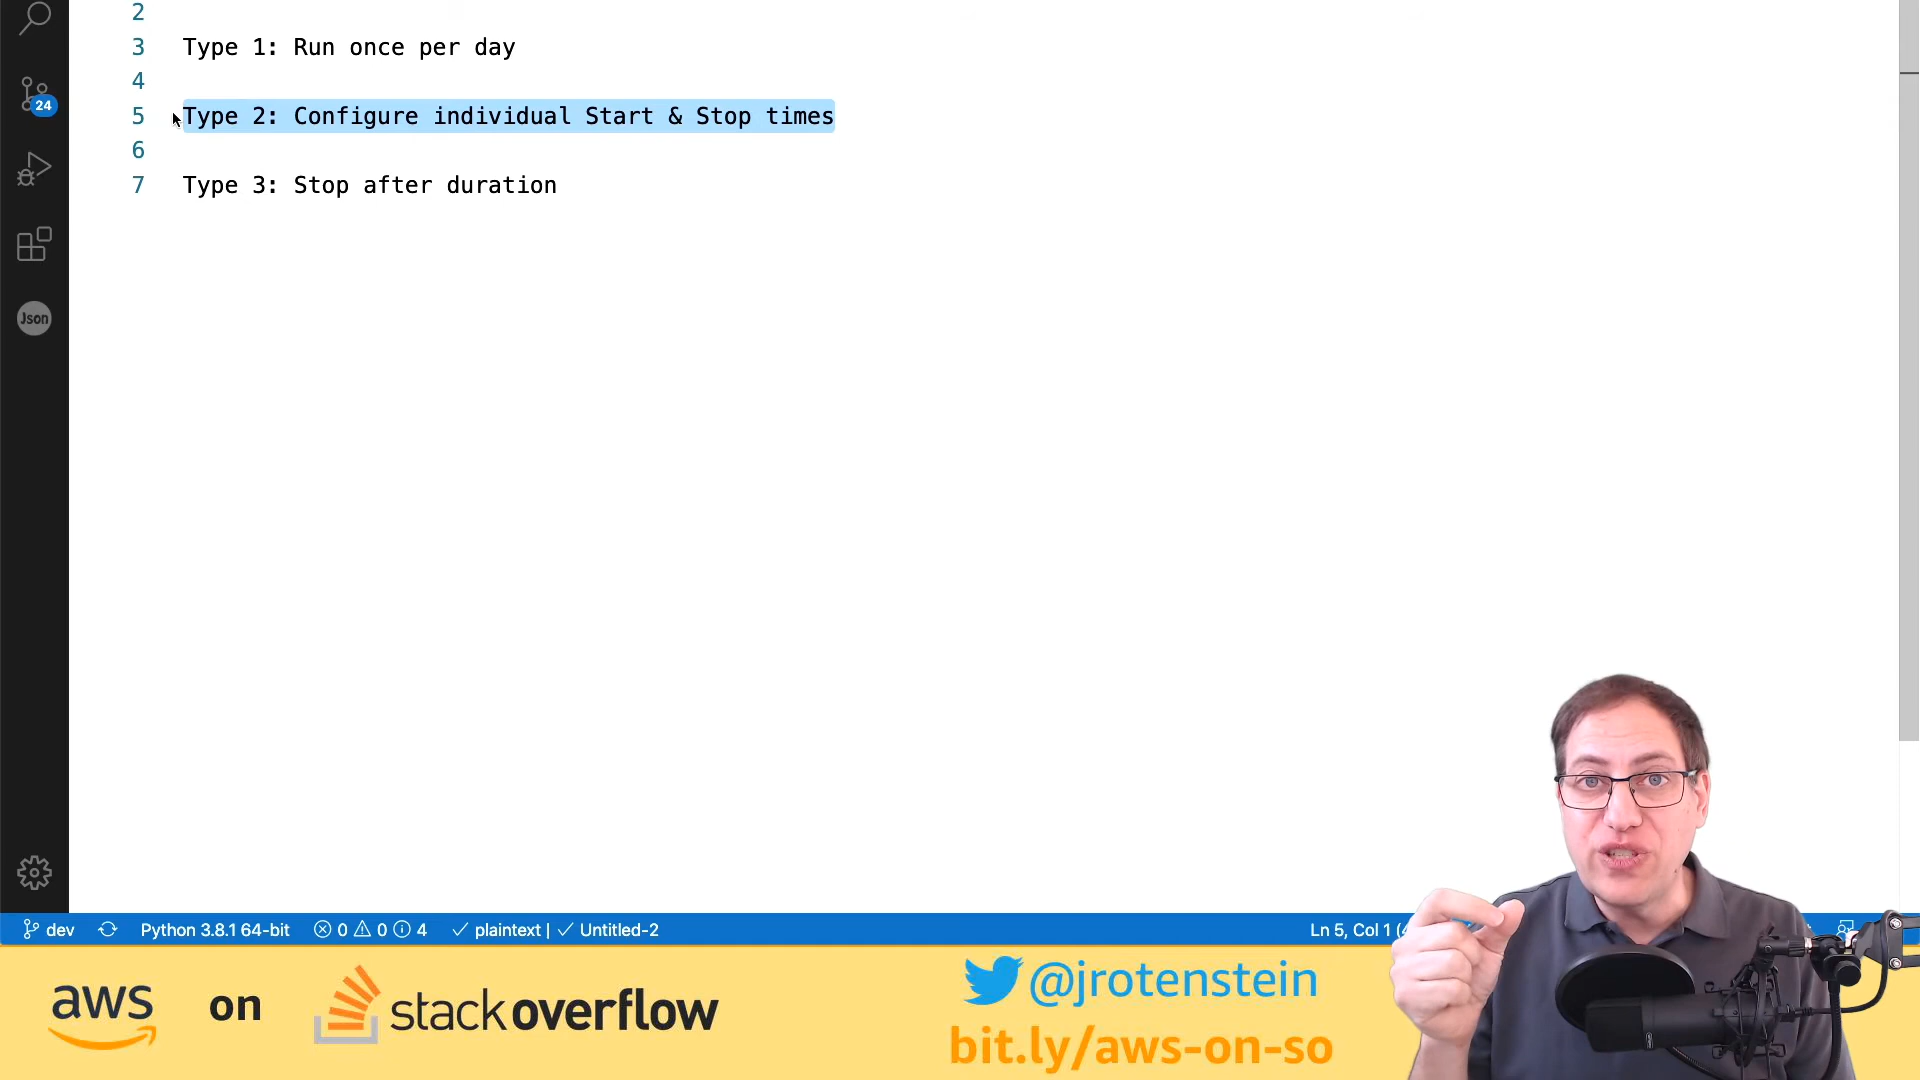 2
3 Type 1: Run once per day
4
5 Type 2: Configure individual Start & Stop times
6
7 Type 3: Stop after duration
24
Json
dev Python 3.8.1 64-bit 0 0 4 plaintext | Untitled-2 Ln 5, Col 1
aws on stackoverflow
@jrotenstein
bit.ly/aws-on-so